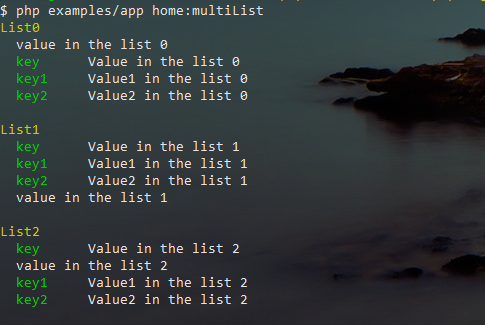 $ php examples/app home:multiList
List0
  value in the list 0
  key      Value in the list 0
  key1     Value1 in the list 0
  key2     Value2 in the list 0

List1
  key      Value in the list 1
  key1     Value1 in the list 1
  key2     Value2 in the list 1
  value in the list 1

List2
  key      Value in the list 2
  value in the list 2
  key1     Value1 in the list 2
  key2     Value2 in the list 2